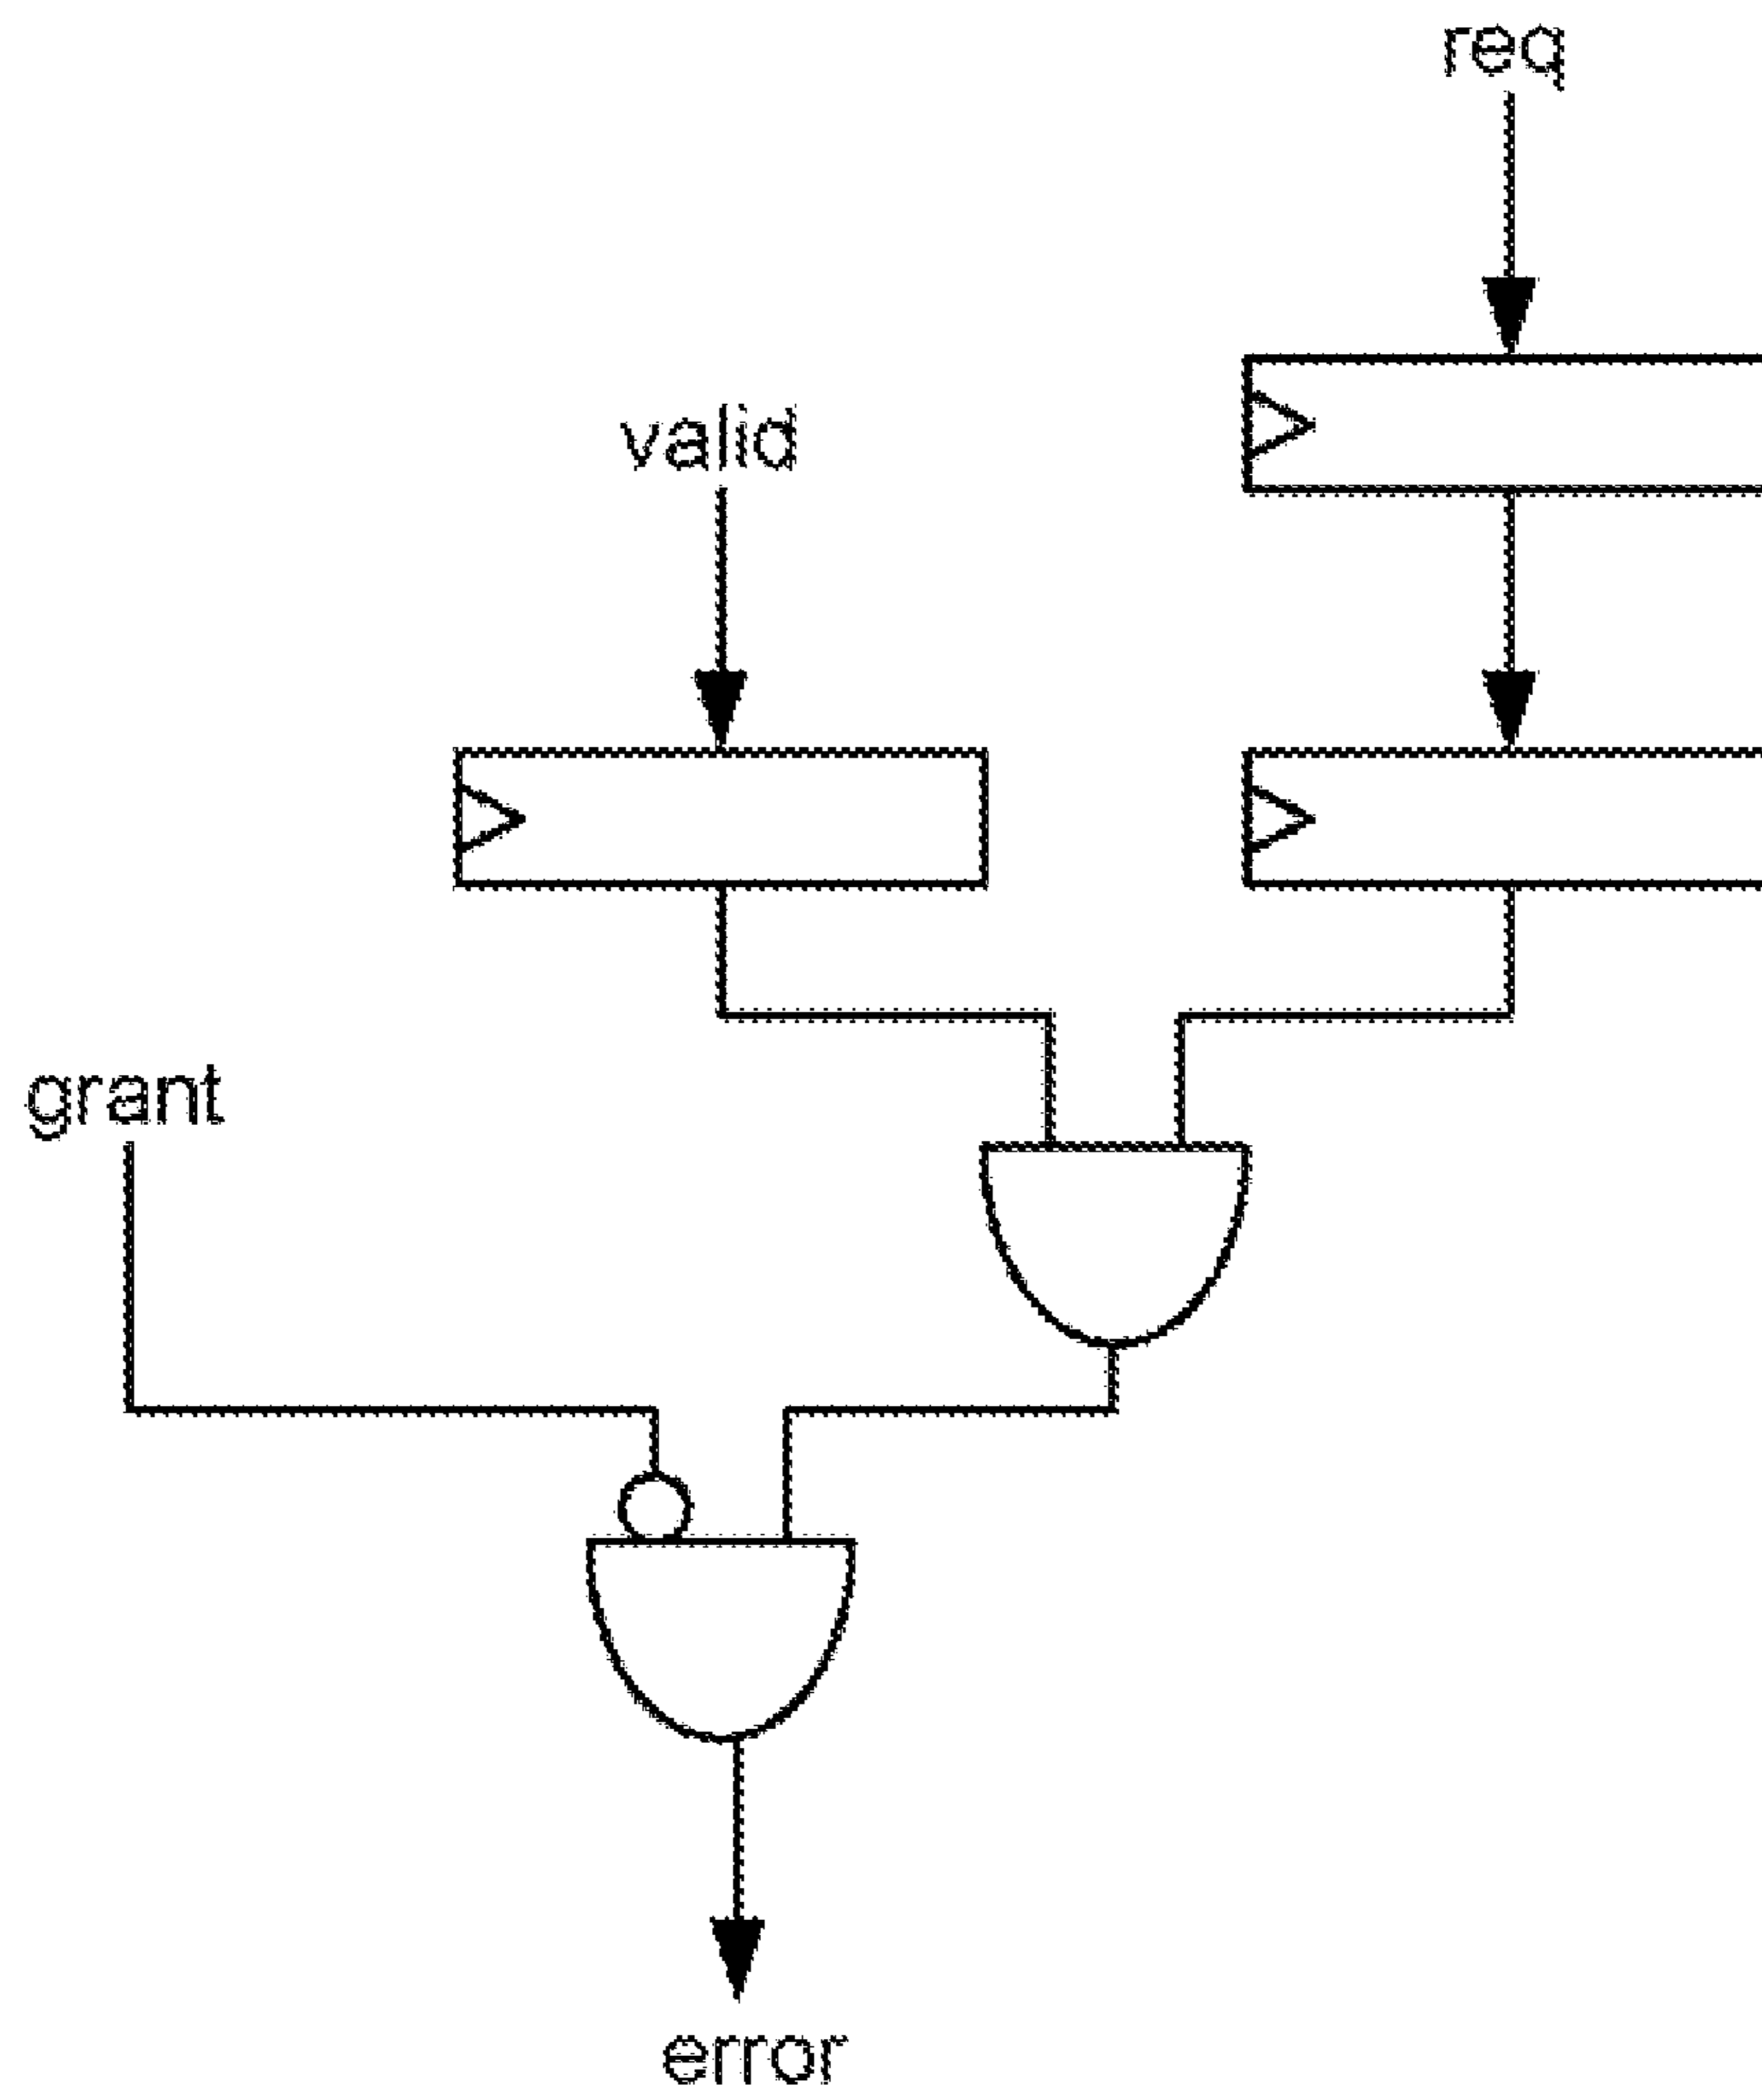 req
valid
grant
error